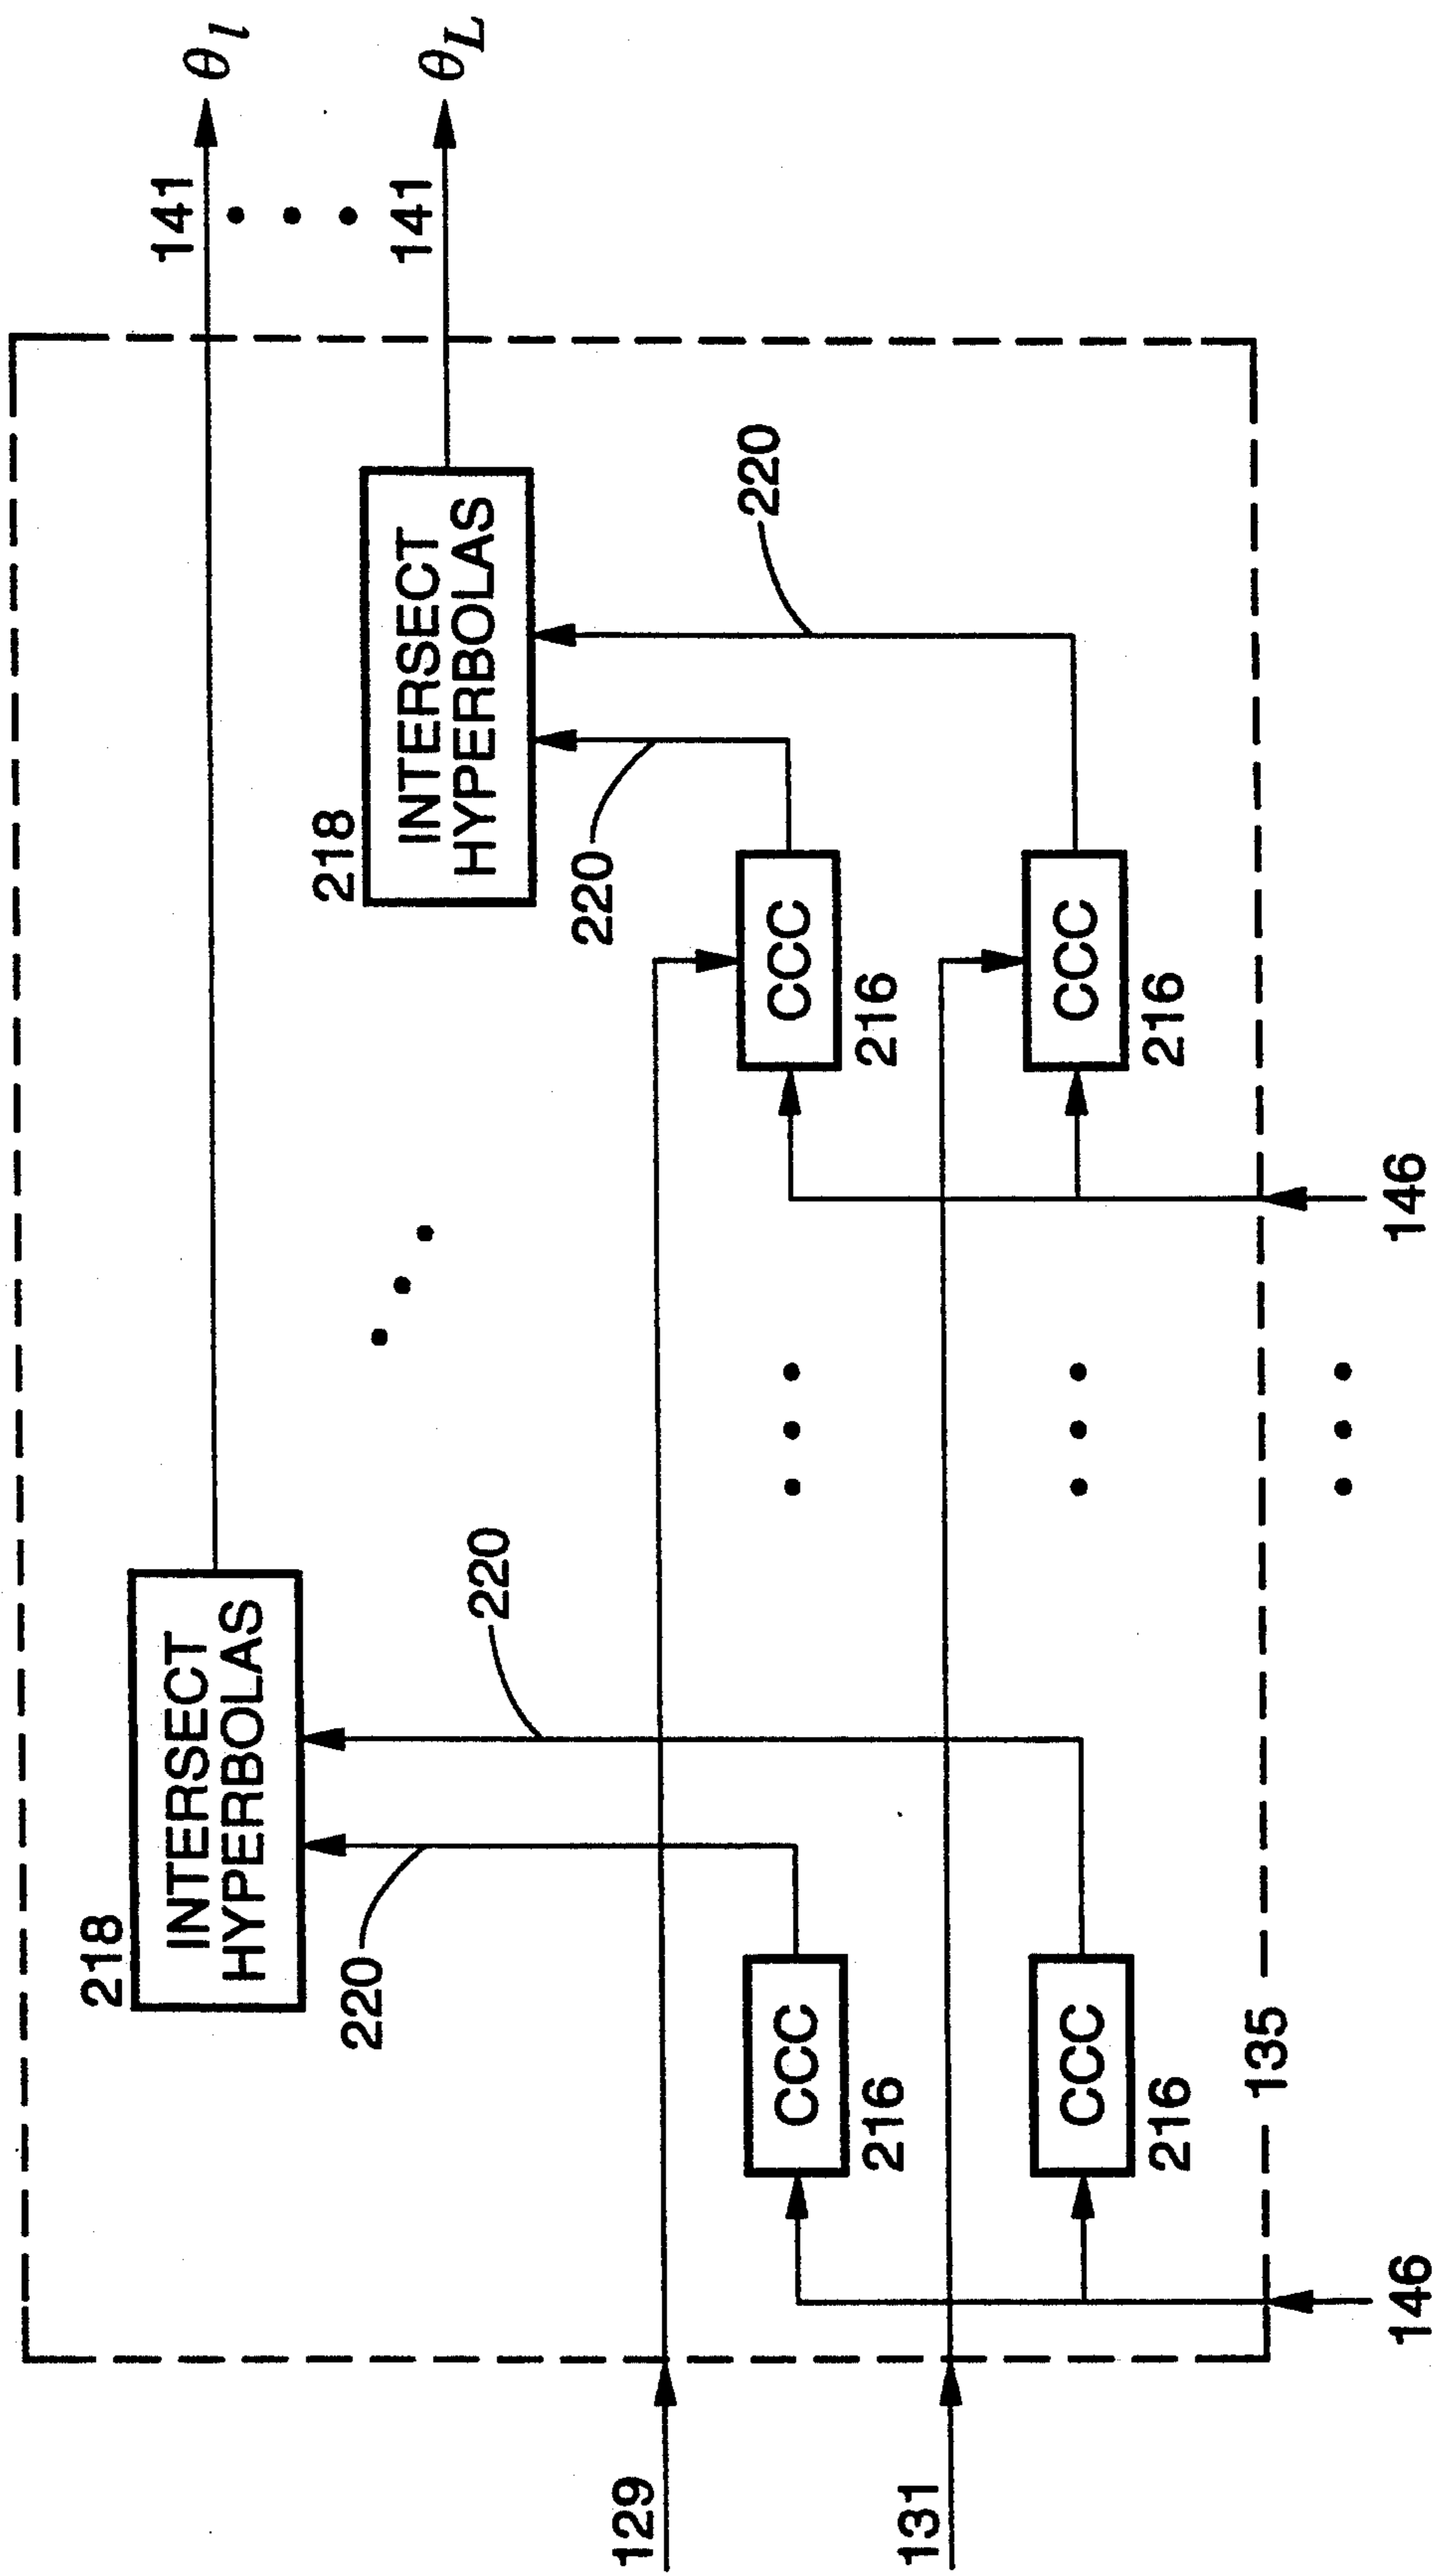 141
θl
141
θL
218
INTERSECT
HYPERBOLAS
218
INTERSECT
HYPERBOLAS
220
220
220
220
129
CCC
216
CCC
216
131
CCC
216
CCC
216
135
146
146